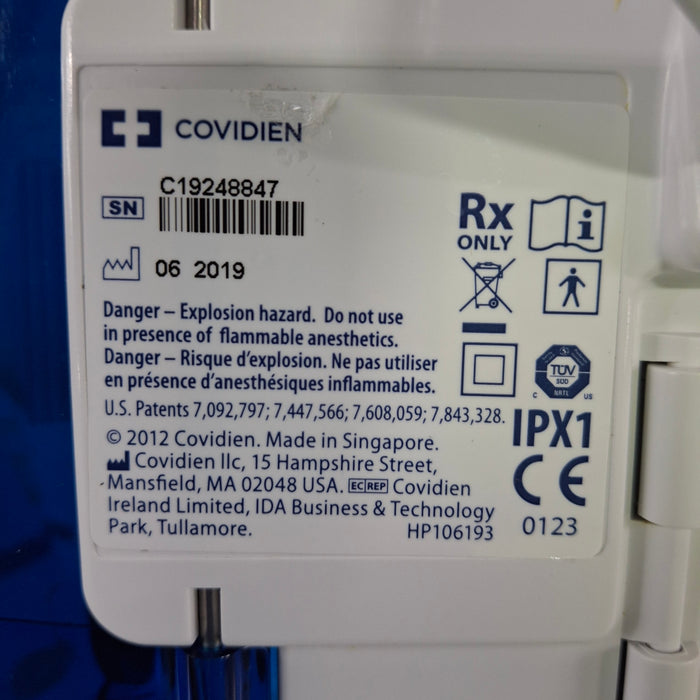 COVIDIEN
SN C19248847
06 2019
Rx
ONLY
Danger – Explosion hazard. Do not use
in presence of flammable anesthetics.
Danger – Risque d'explosion. Ne pas utiliser
en présence d'anesthésiques inflammables.
TÜV
SÜD
NRTL
C US
U.S. Patents 7,092,797; 7,447,566; 7,608,059; 7,843,328.
IPX1
© 2012 Covidien. Made in Singapore.
Covidien llc, 15 Hampshire Street,
Mansfield, MA 02048 USA. EC REP Covidien
Ireland Limited, IDA Business & Technology
Park, Tullamore.
HP106193
CE
0123